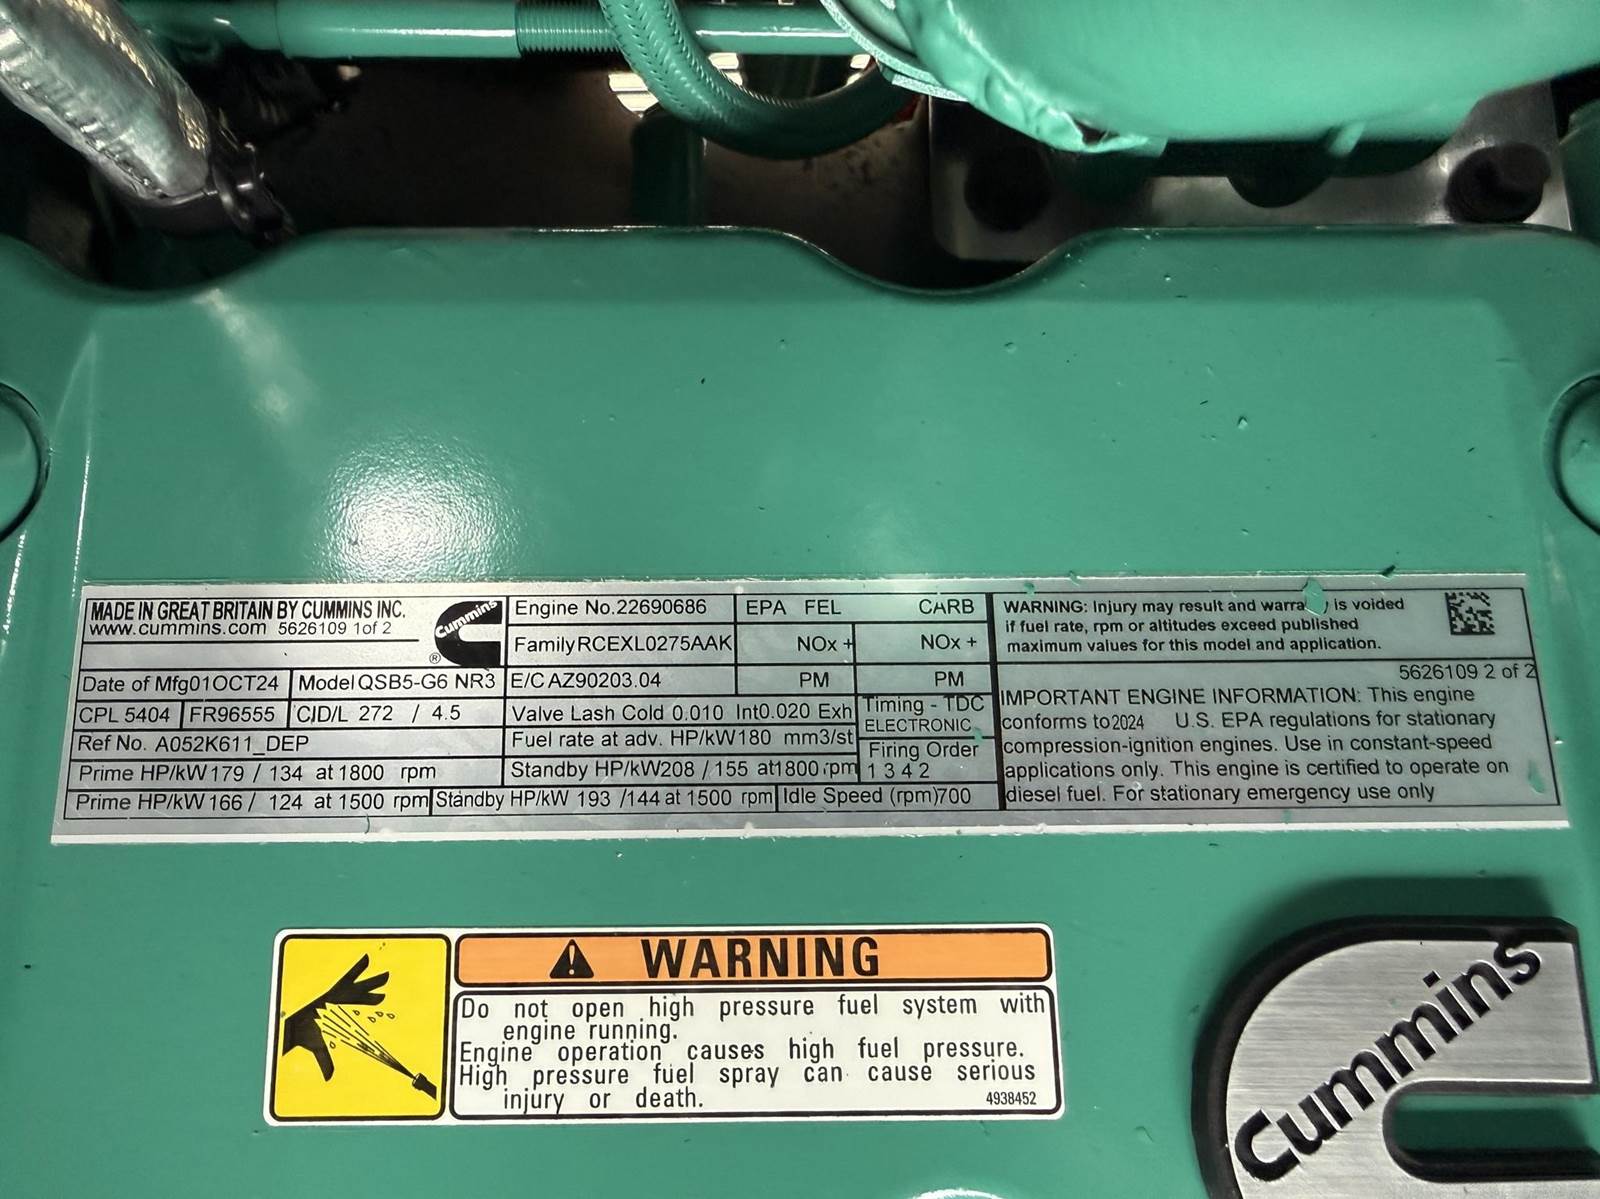 MADE IN GREAT BRITAIN BY CUMMINS INC.
www.cummins.com 5626109 1of 2
Cummins
®
Date of Mfg01OCT24
Model QSB5-G6 NR3
CPL 5404
FR96555
CID/L 272 / 4.5
Ref No. A052K611_DEP
Prime HP/kW 179 / 134 at 1800 rpm
Prime HP/kW 166 / 124 at 1500 rpm
Engine No.22690686
Family RCEXL0275AAK
E/C AZ90203.04
Valve Lash Cold 0.010 Int0.020 Exh
Fuel rate at adv. HP/kW180 mm3/st
Standby HP/kW208 / 155 at1800 rpm
Standby HP/kW 193 /144 at 1500 rpm
Idle Speed (rpm)700
EPA FEL CARB
NOx + NOx +
PM PM
Timing - TDC
ELECTRONIC
Firing Order
1 3 4 2
WARNING: Injury may result and is voided
if fuel rate, rpm or altitudes exceed published
maximum values for this model and application.
5626109 2 of 2
IMPORTANT ENGINE INFORMATION: This engine
conforms to2024 U.S. EPA regulations for stationary
compression-ignition engines. Use in constant-speed
applications only. This engine is certified to operate on
diesel fuel. For stationary emergency use only
WARNING
Do not open high pressure fuel system with
engine running.
Engine operation causes high fuel pressure.
High pressure fuel spray can cause serious
injury or death.
4938452
Cummins